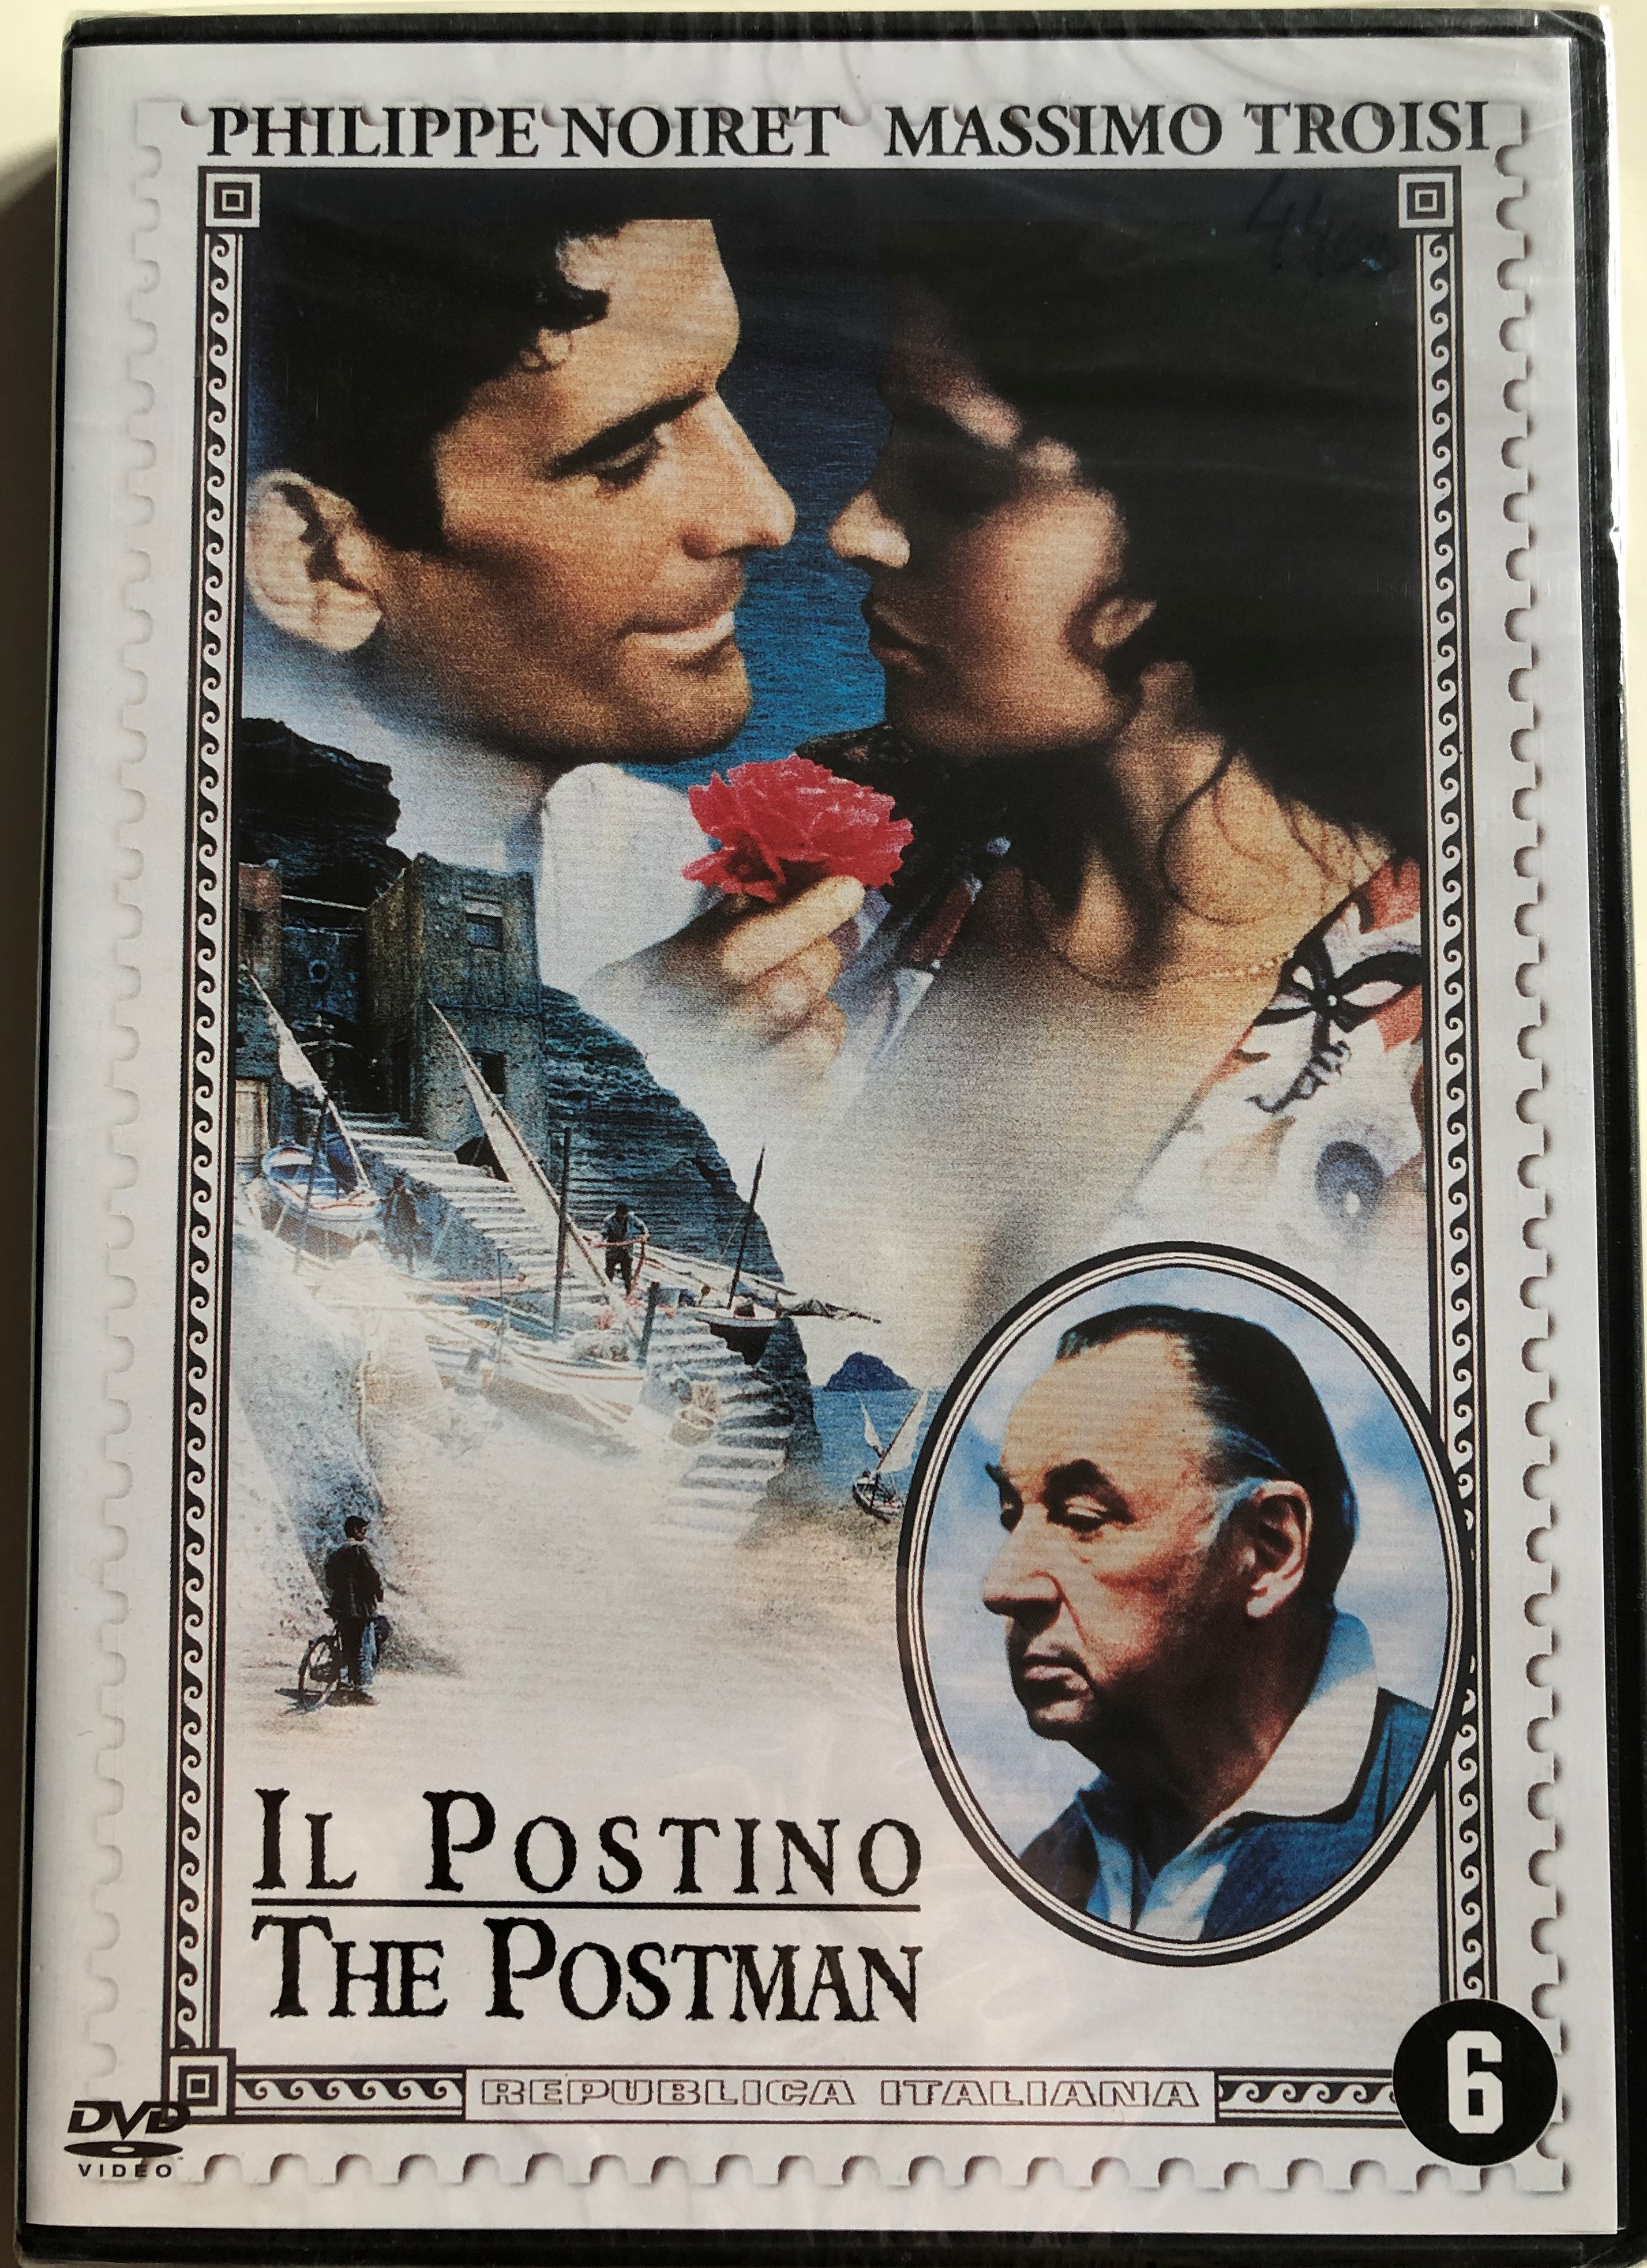 PHILIPPE NOIRET MASSIMO TROISI
IL POSTINO
THE POSTMAN
REPUBLICA ITALIANA
6
DVD
VIDEO